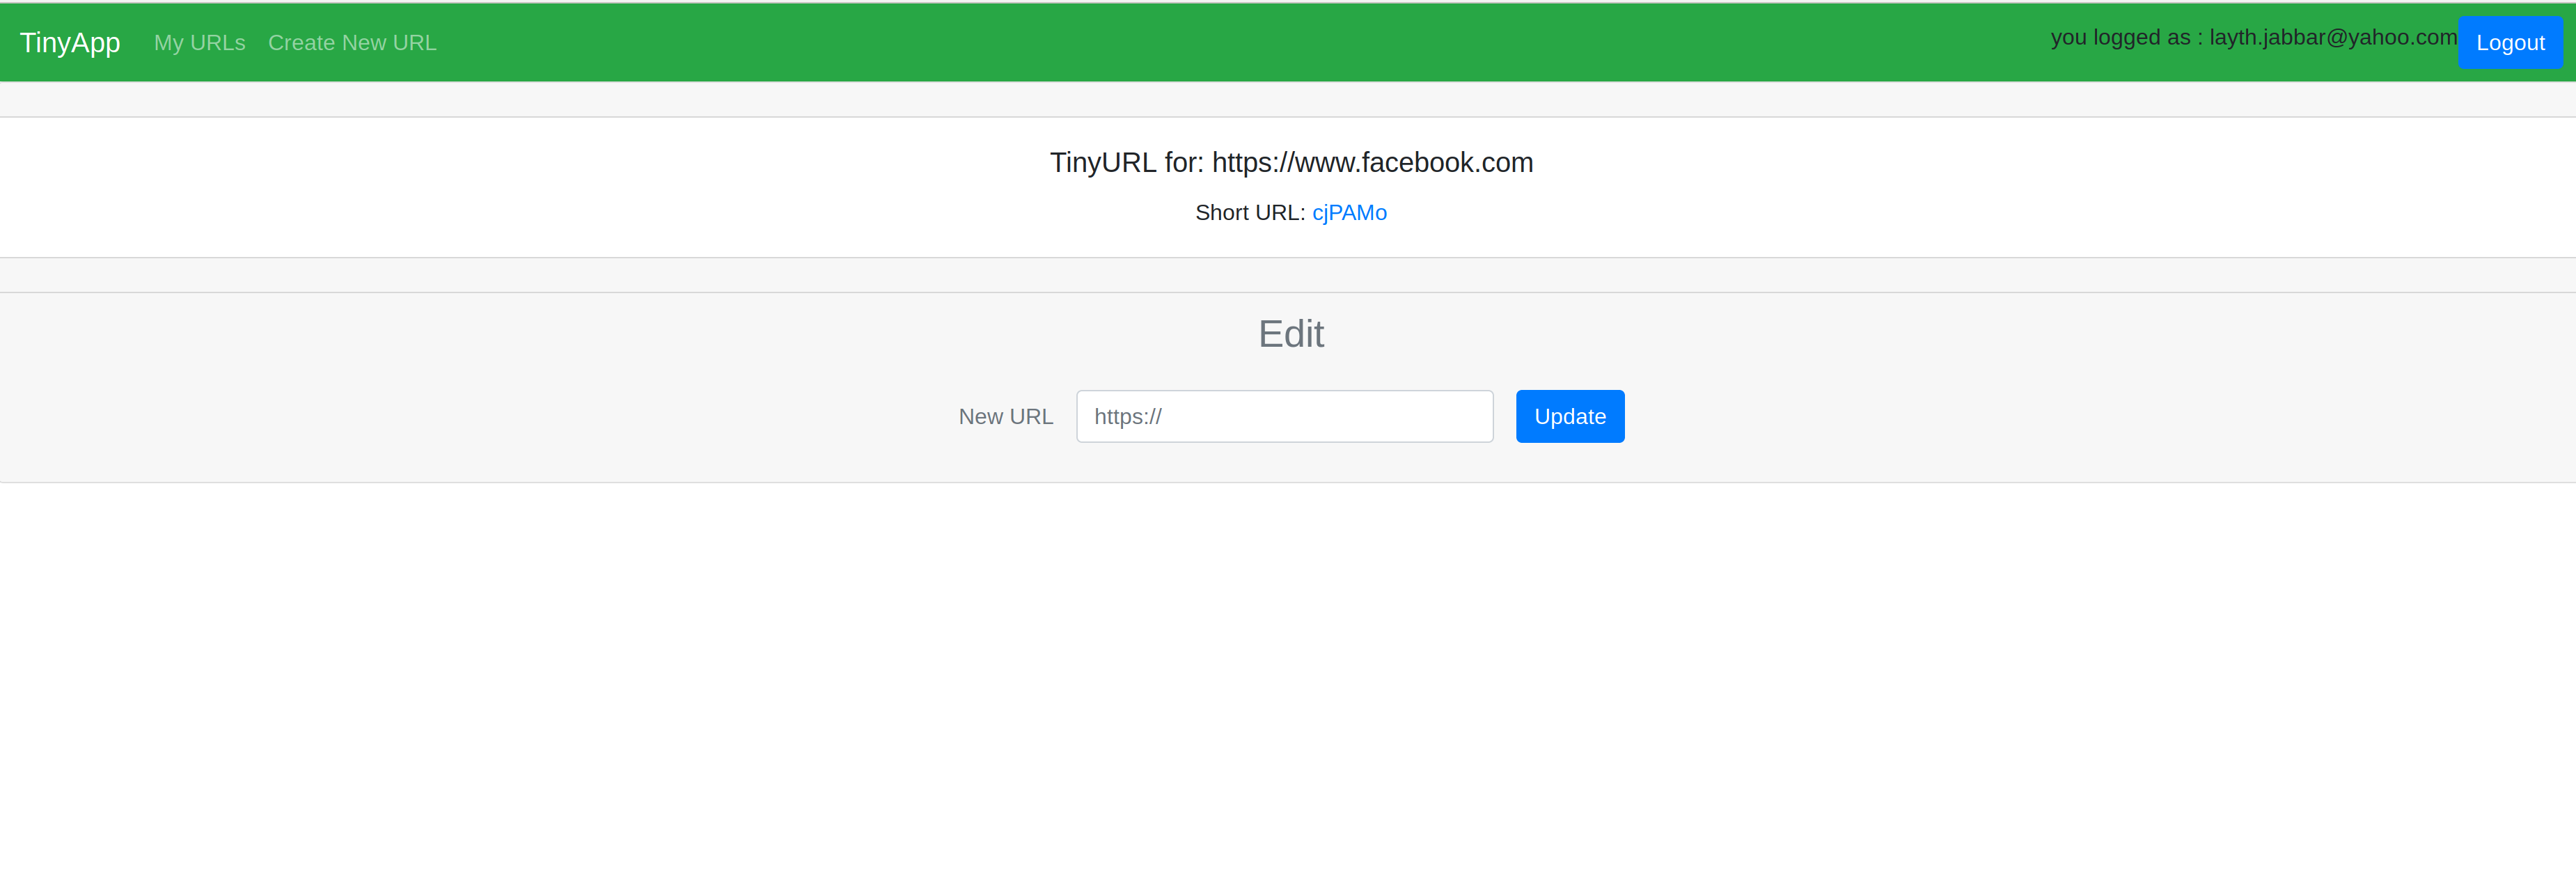 TinyApp My URLs Create New URL you logged as : layth.jabbar@yahoo.com Logout
TinyURL for: https://www.facebook.com
Short URL: cjPAMo
Edit
New URL https:// Update